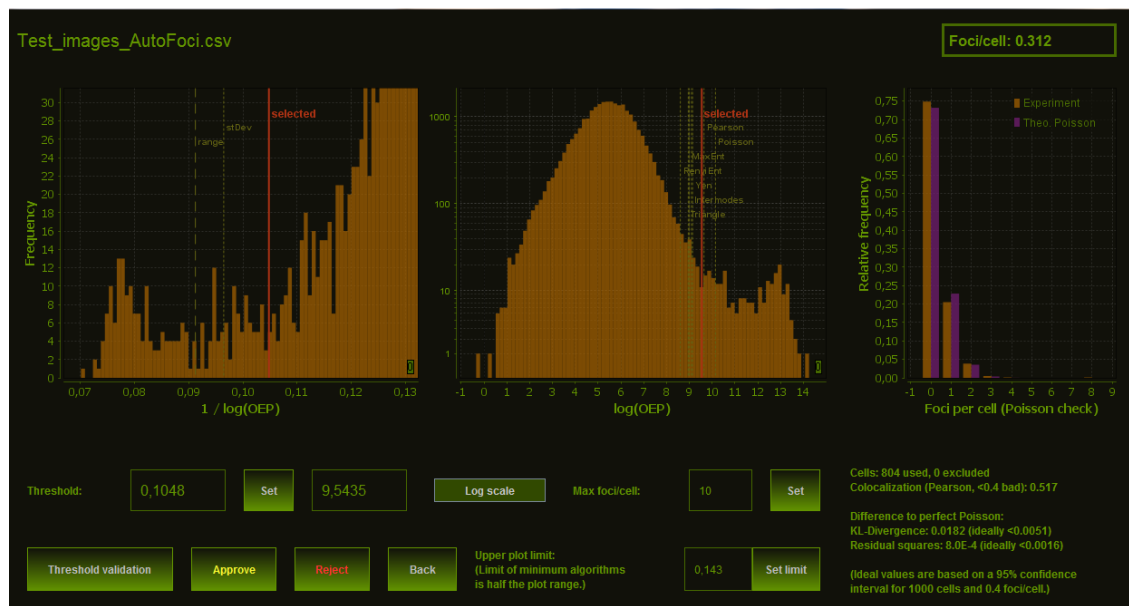 Test_images_AutoFoci.csv
Foci/cell: 0.312
30
28
26
24
22
20
18
16
14
12
10
8
6
4
2
0
Frequency
selected
stDev
range
0,07 0,08 0,09 0,10 0,11 0,12 0,13
1 / log(OEP)
1000
100
10
1
selected
Pearson
Poisson
MaxEnt
RenyiEnt
Yen
Intermodes
Triangle
-1 0 1 2 3 4 5 6 7 8 9 10 11 12 13 14
log(OEP)
0,75
0,70
0,65
0,60
0,55
0,50
0,45
0,40
0,35
0,30
0,25
0,20
0,15
0,10
0,05
0,00
Relative frequency
Experiment
Theo. Poisson
-1 0 1 2 3 4 5 6 7 8 9
Foci per cell (Poisson check)
Threshold: 0,1048 Set 9,5435 Log scale Max foci/cell: 10 Set
Threshold validation Approve Reject Back
Upper plot limit:
(Limit of minimum algorithms
is half the plot range.)
0,143 Set limit
Cells: 804 used, 0 excluded
Colocalization (Pearson, <0.4 bad): 0.517
Difference to perfect Poisson:
KL-Divergence: 0.0182 (ideally <0.0051)
Residual squares: 8.0E-4 (ideally <0.0016)
(Ideal values are based on a 95% confidence
interval for 1000 cells and 0.4 foci/cell.)